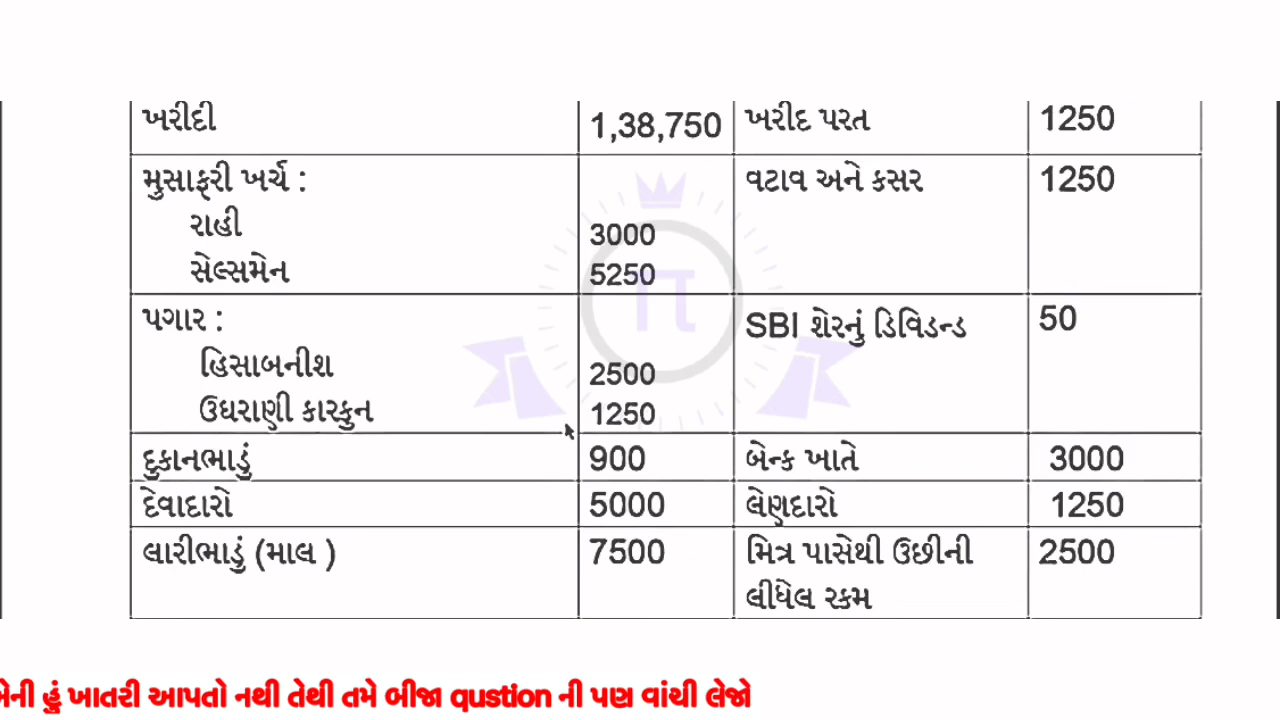 ખરીદી 1,38,750 ખરીદ પરત 1250
મુસાફરી ખર્ચ : વટાવ અને કસર 1250
રાહી 3000
સેલ્સમેન 5250
પગાર : SBI શેરનું ડિવિડન્ડ 50
હિસાબનીશ 2500
ઉઘરાણી કારકુન 1250
દુકાનભાડું 900 બેન્ક ખાતે 3000
દેવાદારો 5000 લેણદારો 1250
લારીભાડું (માલ ) 7500 મિત્ર પાસેથી ઉછીની 2500
લીધેલ રકમ
હું ખાતરી આપતો નથી તેથી તમે બીજા qustion ની પણ વાંચી લેજો